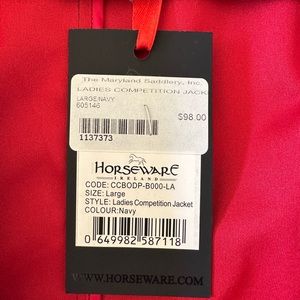 The Maryland Saddlery, Inc.
LADIES COMPETITION JACK
LARGE/NAVY
605146
$98.00
1137373
HORSEWARE
IRELAND
CODE: CCBODP-B000-LA
SIZE: Large
STYLE: Ladies Competition Jacket
COLOUR:Navy
0 649982 587118
WWW.HORSEWARE.COM